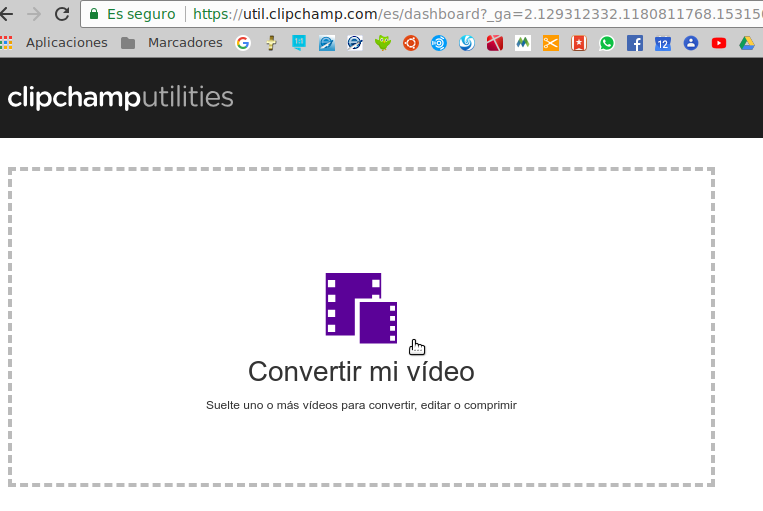 Es seguro https://util.clipchamp.com/es/dashboard?_ga=2.129312332.1180811768.15315
Aplicaciones Marcadores G 12
clipchamputilities
Convertir mi vídeo
Suelte uno o más vídeos para convertir, editar o comprimir